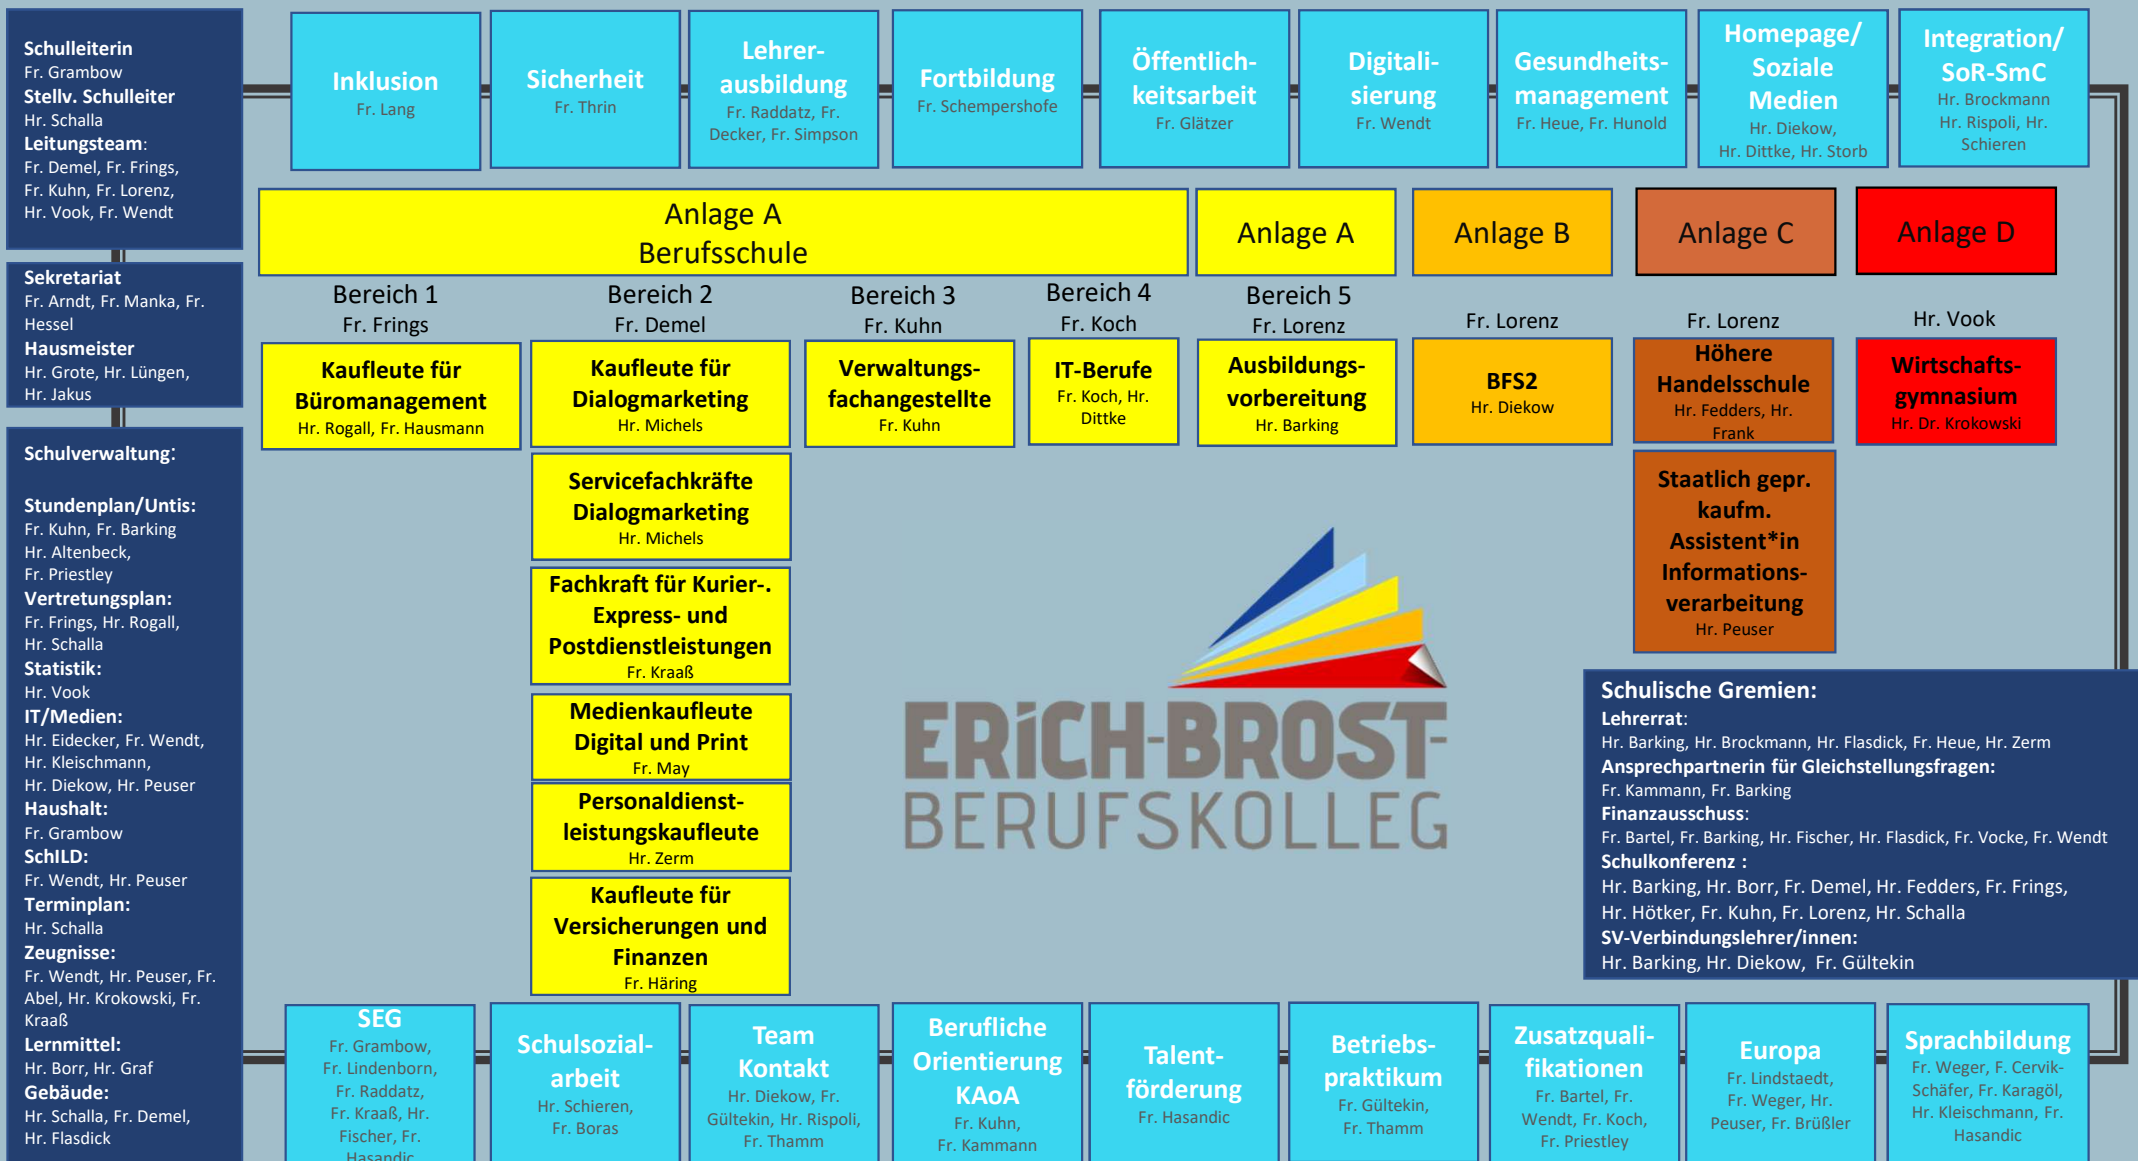 Schulleiterin
Fr. Grambow
Stellv. Schulleiter
Hr. Schalla
Leitungsteam:
Fr. Demel, Fr. Frings,
Fr. Kuhn, Fr. Lorenz,
Hr. Vook, Fr. Wendt
Sekretariat
Fr. Arndt, Fr. Manka, Fr.
Hessel
Hausmeister
Hr. Grote, Hr. Lüngen,
Hr. Jakus
Schulverwaltung:
Stundenplan/Untis:
Fr. Kuhn, Fr. Barking
Hr. Altenbeck,
Fr. Priestley
Vertretungsplan:
Fr. Frings, Hr. Rogall,
Hr. Schalla
Statistik:
Hr. Vook
IT/Medien:
Hr. Eidecker, Fr. Wendt,
Hr. Kleischmann,
Hr. Diekow, Hr. Peuser
Haushalt:
Fr. Grambow
SchILD:
Fr. Wendt, Hr. Peuser
Terminplan:
Hr. Schalla
Zeugnisse:
Fr. Wendt, Hr. Peuser, Fr.
Abel, Hr. Krokowski, Fr.
Kraaß
Lernmittel:
Hr. Borr, Hr. Graf
Gebäude:
Hr. Schalla, Fr. Demel,
Hr. Flasdick
Inklusion
Fr. Lang
Sicherheit
Fr. Thrin
Lehrer-
ausbildung
Fr. Raddatz, Fr.
Decker, Fr. Simpson
Fortbildung
Fr. Schempershofe
Öffentlich-
keitsarbeit
Fr. Glätzer
Digitali-
sierung
Fr. Wendt
Gesundheits-
management
Fr. Heue, Fr. Hunold
Homepage/
Soziale
Medien
Hr. Diekow,
Hr. Dittke, Hr. Storb
Integration/
SoR-SmC
Hr. Brockmann
Hr. Rispoli, Hr.
Schieren
Anlage A
Berufsschule
Anlage A
Anlage B
Anlage C
Anlage D
Bereich 1
Fr. Frings
Bereich 2
Fr. Demel
Bereich 3
Fr. Kuhn
Bereich 4
Fr. Koch
Bereich 5
Fr. Lorenz
Fr. Lorenz
Fr. Lorenz
Hr. Vook
Kaufleute für
Büromanagement
Hr. Rogall, Fr. Hausmann
Kaufleute für
Dialogmarketing
Hr. Michels
Verwaltungs-
fachangestellte
Fr. Kuhn
IT-Berufe
Fr. Koch, Hr.
Dittke
Ausbildungs-
vorbereitung
Hr. Barking
BFS2
Hr. Diekow
Höhere
Handelsschule
Hr. Fedders, Hr.
Frank
Wirtschafts-
gymnasium
Hr. Dr. Krokowski
Servicefachkräfte
Dialogmarketing
Hr. Michels
Fachkraft für Kurier-.
Express- und
Postdienstleistungen
Fr. Kraaß
Medienkaufleute
Digital und Print
Fr. May
Personaldienst-
leistungskaufleute
Hr. Zerm
Kaufleute für
Versicherungen und
Finanzen
Fr. Häring
Staatlich gepr.
kaufm.
Assistent*in
Informations-
verarbeitung
Hr. Peuser
ERiCH-BROST-
BERUFSKOLLEG
Schulische Gremien:
Lehrerrat:
Hr. Barking, Hr. Brockmann, Hr. Flasdick, Fr. Heue, Hr. Zerm
Ansprechpartnerin für Gleichstellungsfragen:
Fr. Kammann, Fr. Barking
Finanzausschuss:
Fr. Bartel, Fr. Barking, Hr. Fischer, Hr. Flasdick, Fr. Vocke, Fr. Wendt
Schulkonferenz :
Hr. Barking, Hr. Borr, Fr. Demel, Hr. Fedders, Fr. Frings,
Hr. Hötker, Fr. Kuhn, Fr. Lorenz, Hr. Schalla
SV-Verbindungslehrer/innen:
Hr. Barking, Hr. Diekow, Fr. Gültekin
SEG
Fr. Grambow,
Fr. Lindenborn,
Fr. Raddatz,
Fr. Kraaß, Hr.
Fischer, Fr.
Hasandic
Schulsozial-
arbeit
Hr. Schieren,
Fr. Boras
Team
Kontakt
Hr. Diekow, Fr.
Gültekin, Hr. Rispoli,
Fr. Thamm
Berufliche
Orientierung
KAoA
Fr. Kuhn,
Fr. Kammann
Talent-
förderung
Fr. Hasandic
Betriebs-
praktikum
Fr. Gültekin,
Fr. Thamm
Zusatzquali-
fikationen
Fr. Bartel, Fr.
Wendt, Fr. Koch,
Fr. Priestley
Europa
Fr. Lindstaedt,
Fr. Weger, Hr.
Peuser, Fr. Brüßler
Sprachbildung
Fr. Weger, F. Cervik-
Schäfer, Fr. Karagöl,
Hr. Kleischmann, Fr.
Hasandic